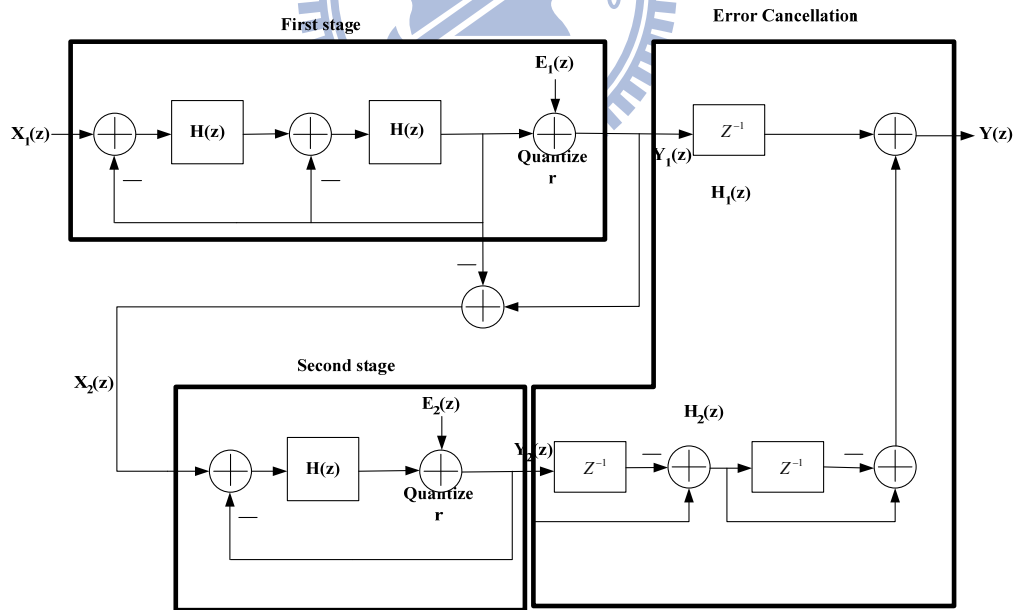 First stage
Error Cancellation
E1(z)
X1(z)
H(z)
H(z)
Quantize
r
Y1(z)
Z⁻¹
Y(z)
H1(z)
X2(z)
Second stage
E2(z)
H(z)
Quantize
r
Y2(z)
H2(z)
Z⁻¹
Z⁻¹